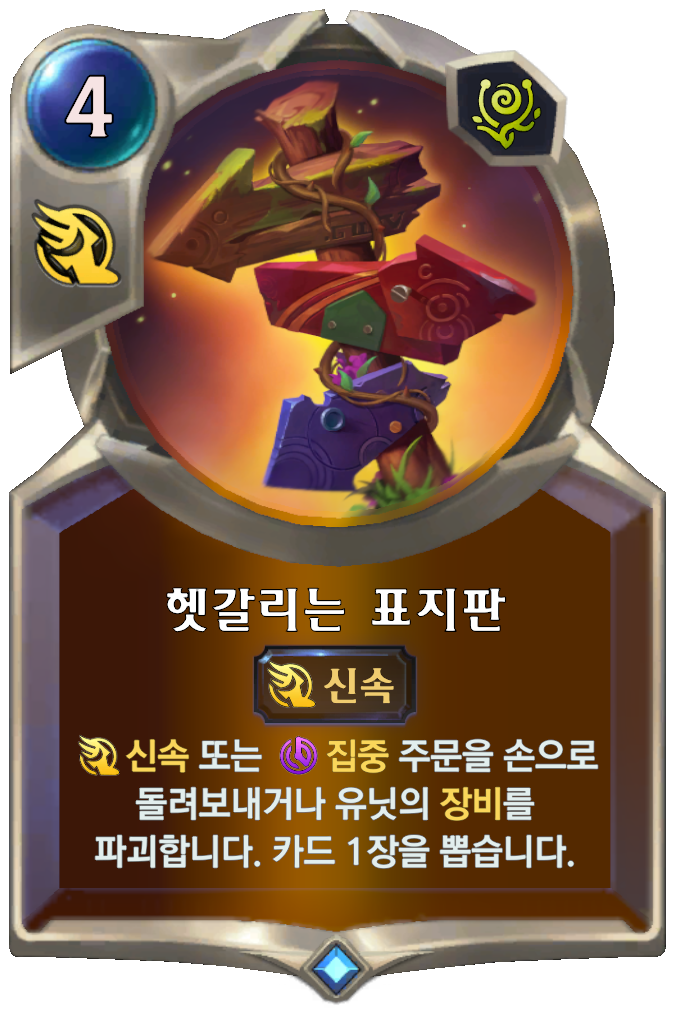 4
헷갈리는 표지판
신속
신속 또는 집중 주문을 손으로
돌려보내거나 유닛의 장비를
파괴합니다. 카드 1장을 뽑습니다.